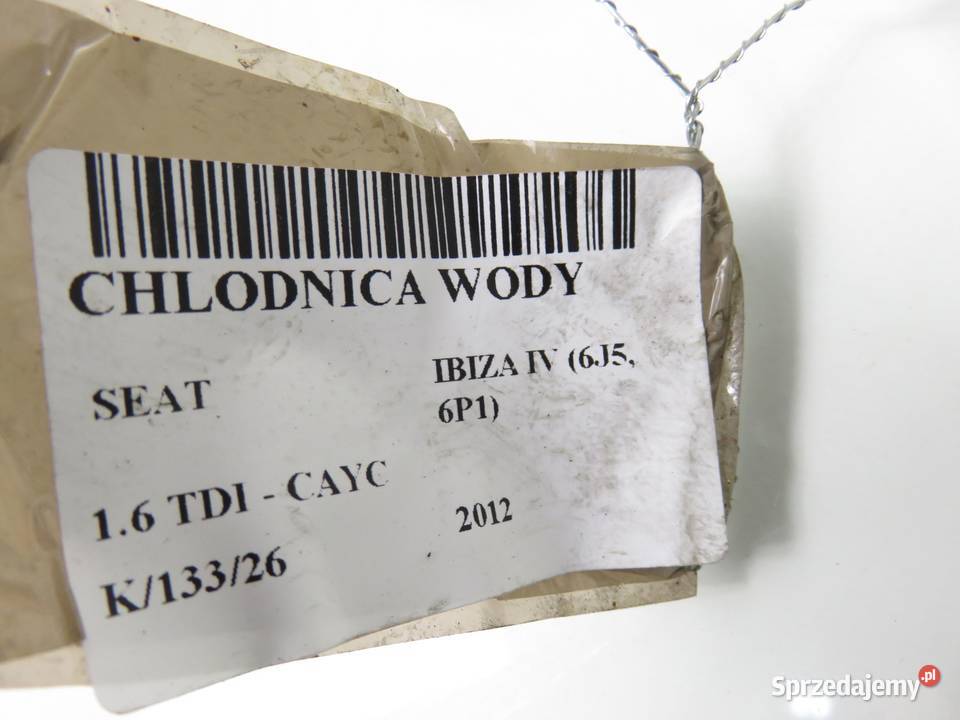 CHLODNICA WODY
SEAT
IBIZA IV (6J5,
6P1)
1.6 TDI - CAYC
2012
K/133/26
Sprzedajemy.pl